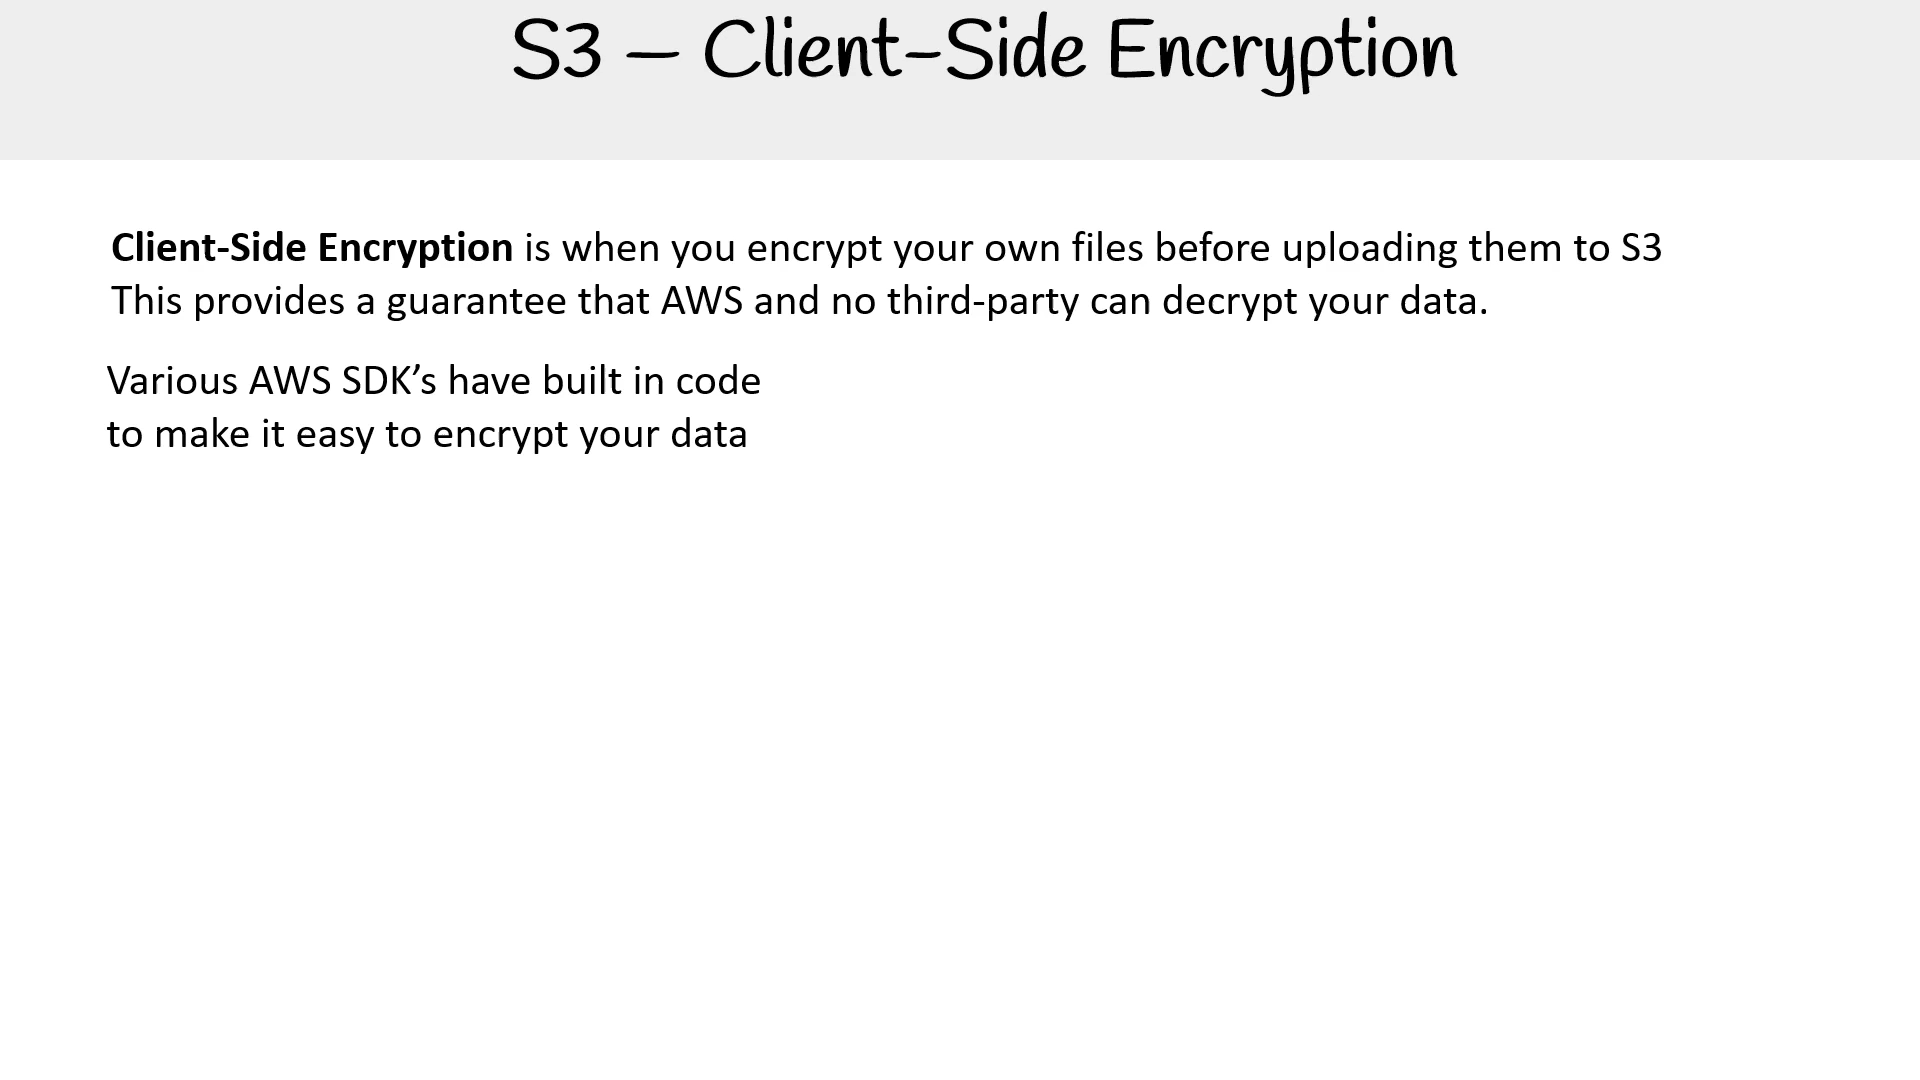 S3 – Client-Side Encryption
Client-Side Encryption is when you encrypt your own files before uploading them to S3
This provides a guarantee that AWS and no third-party can decrypt your data.
Various AWS SDK’s have built in code
to make it easy to encrypt your data